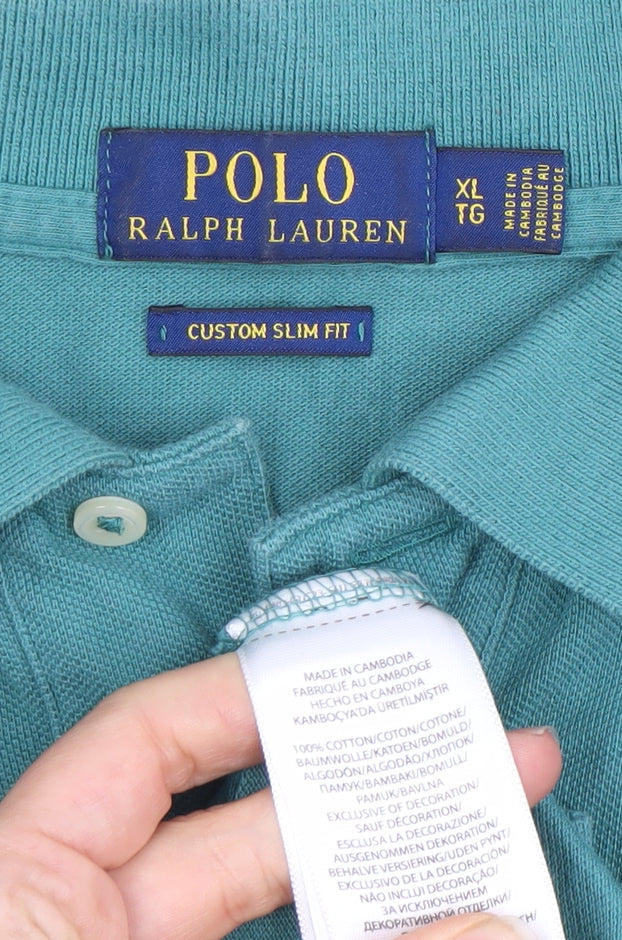 POLO
RALPH LAUREN
XL
TG
MADE IN
CAMBODIA
FABRIQUÉ AU
CAMBODGE
CUSTOM SLIM FIT
MADE IN CAMBODIA
FABRIQUÉ AU CAMBODGE
HECHO EN CAMBOYA
KAMBOÇYA'DA ÜRETİLMİŞTİR
100% COTTON/COTON/COTONE/
BAUMWOLLE/KATOEN/BOMULD/
ALGODÓN/ALGODÃO/ХЛОПОК/
ПАМУК/BAMBAKI/BOMULL/
PAMUK/BAVLNA
EXCLUSIVE OF DECORATION/
SAUF DÉCORATION/
ESCLUSA LA DECORAZIONE/
AUSGENOMMEN DEKORATION/
BEHALVE VERSIERING/UDEN PYNT/
EXCLUSIVO DE LA DECORACIÓN/
NÃO INCLUI DECORAÇÃO/
ЗА ИСКЛЮЧЕНИЕМ
ДЕКОРАТИВНОЙ ОТДЕЛКИ/